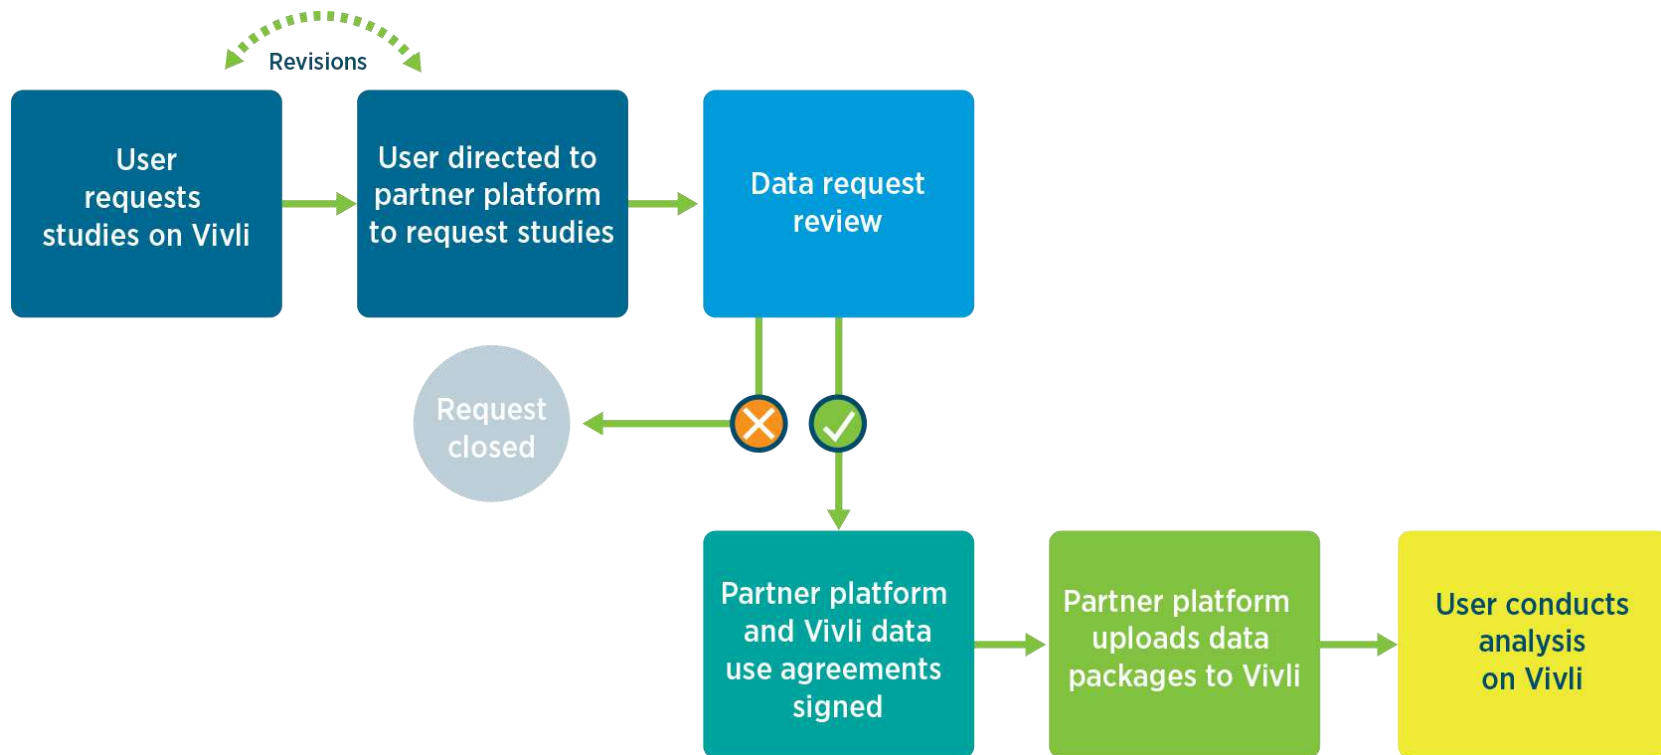 Revisions
User
requests
studies on Vivli
User directed to
partner platform
to request studies
Data request
review
Request
closed
Partner platform
and Vivli data
use agreements
signed
Partner platform
uploads data
packages to Vivli
User conducts
analysis
on Vivli